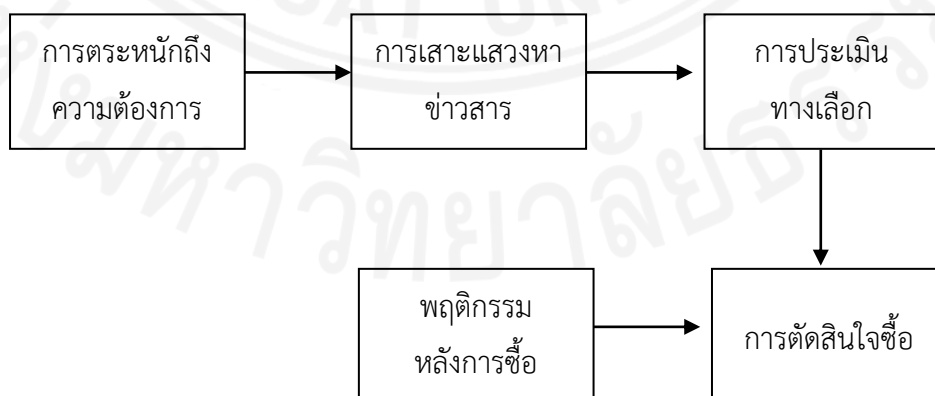 การตระหนักถึง
ความต้องการ
การเสาะแสวงหา
ข่าวสาร
การประเมิน
ทางเลือก
พฤติกรรม
หลังการซื้อ
การตัดสินใจซื้อ